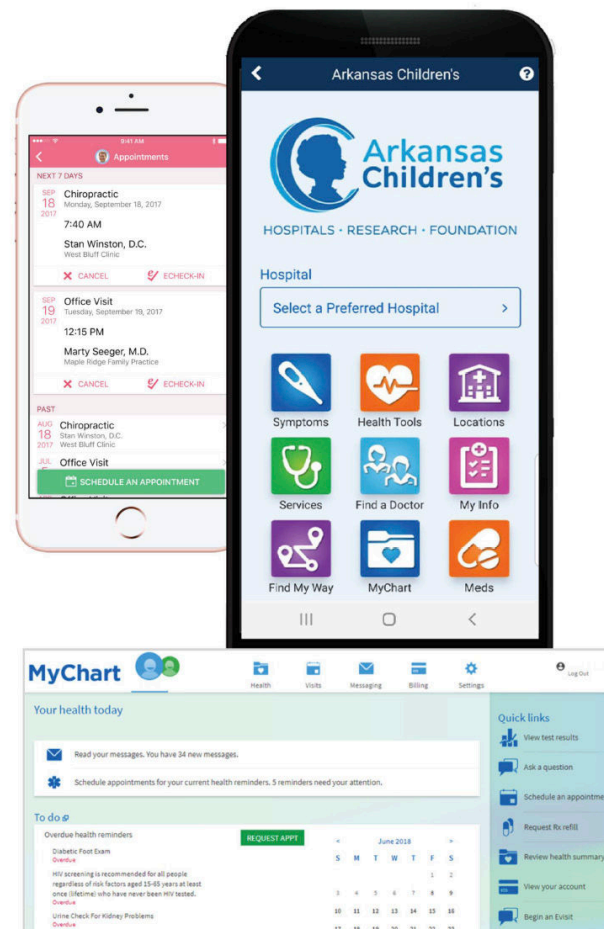 9:41 AM
Appointments
NEXT 7 DAYS
SEP
18
2017
Chiropractic
Monday, September 18, 2017
7:40 AM
Stan Winston, D.C.
West Bluff Clinic
CANCEL
ECHECK-IN
SEP
19
2017
Office Visit
Tuesday, September 19, 2017
12:15 PM
Marty Seeger, M.D.
Maple Ridge Family Practice
CANCEL
ECHECK-IN
PAST
AUG
18
2017
Chiropractic
Stan Winston, D.C.
West Bluff Clinic
JUL
Office Visit
SCHEDULE AN APPOINTMENT
Arkansas Children's
Arkansas
Children's
HOSPITALS · RESEARCH · FOUNDATION
Hospital
Select a Preferred Hospital
Symptoms
Health Tools
Locations
Services
Find a Doctor
My Info
Find My Way
MyChart
Meds
MyChart
Health
Visits
Messaging
Billing
Settings
Log Out
Your health today
Read your messages. You have 34 new messages.
Schedule appointments for your current health reminders. 5 reminders need your attention.
To do
Overdue health reminders
REQUEST APPT
Diabetic Foot Exam
Overdue
HIV screening is recommended for all people
regardless of risk factors aged 15-65 years at least
once (lifetime) who have never been HIV tested.
Overdue
Urine Check For Kidney Problems
Overdue
« June 2018 »
S M T W T F S
1 2
3 4 5 6 7 8 9
10 11 12 13 14 15 16
Quick links
View test results
Ask a question
Schedule an appointme
Request Rx refill
Review health summary
View your account
Begin an Evisit